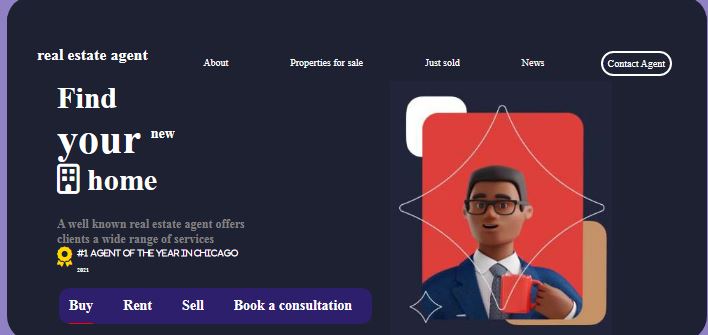 real estate agent
About Properties for sale Just sold News Contact Agent
Find
your new
home
A well known real estate agent offers
clients a wide range of services
#1 AGENT OF THE YEAR IN CHICAGO
2021
Buy Rent Sell Book a consultation